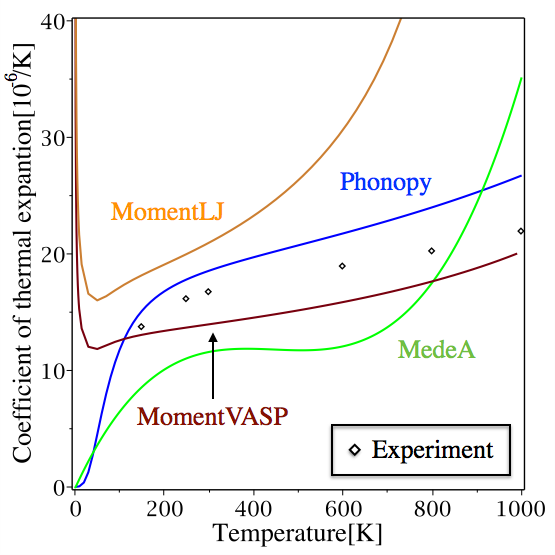 Coefficient of thermal expantion[10⁻⁶/K]
40
30
20
10
0
MomentLJ
Phonopy
MedeA
MomentVASP
Experiment
0
200
400
600
800
1000
Temperature[K]